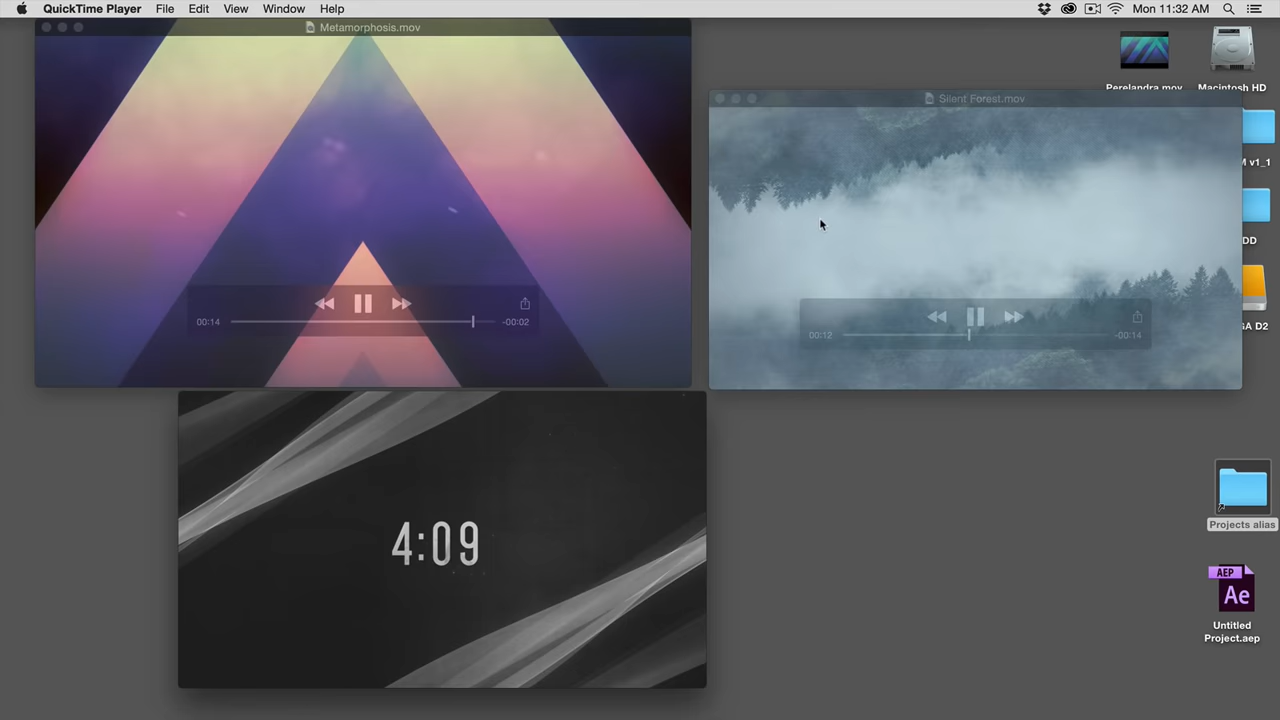 QuickTime Player File Edit View Window Help Mon 11:32 AM
Metamorphosis.mov
Perelandra.mov Macintosh HD
Silent Forest.mov
M v1_1
DD
00:14 -00:02
GA D2
00:12 -00:14
4:09
Projects alias
AEP
Ae
Untitled
Project.aep